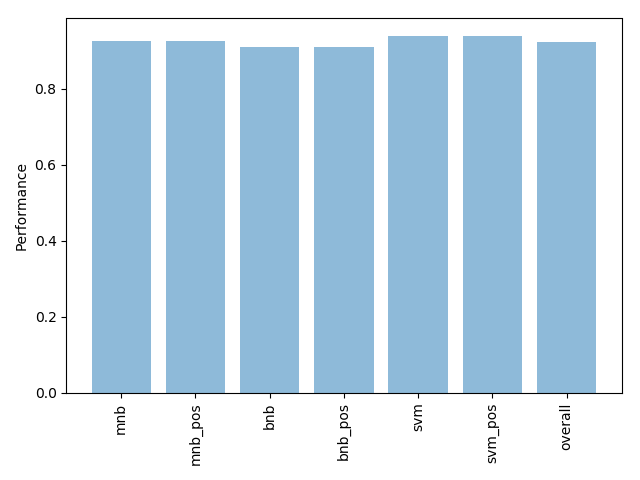 Performance
0.8
0.6
0.4
0.2
0.0
mnb
mnb_pos
bnb
bnb_pos
svm
svm_pos
overall